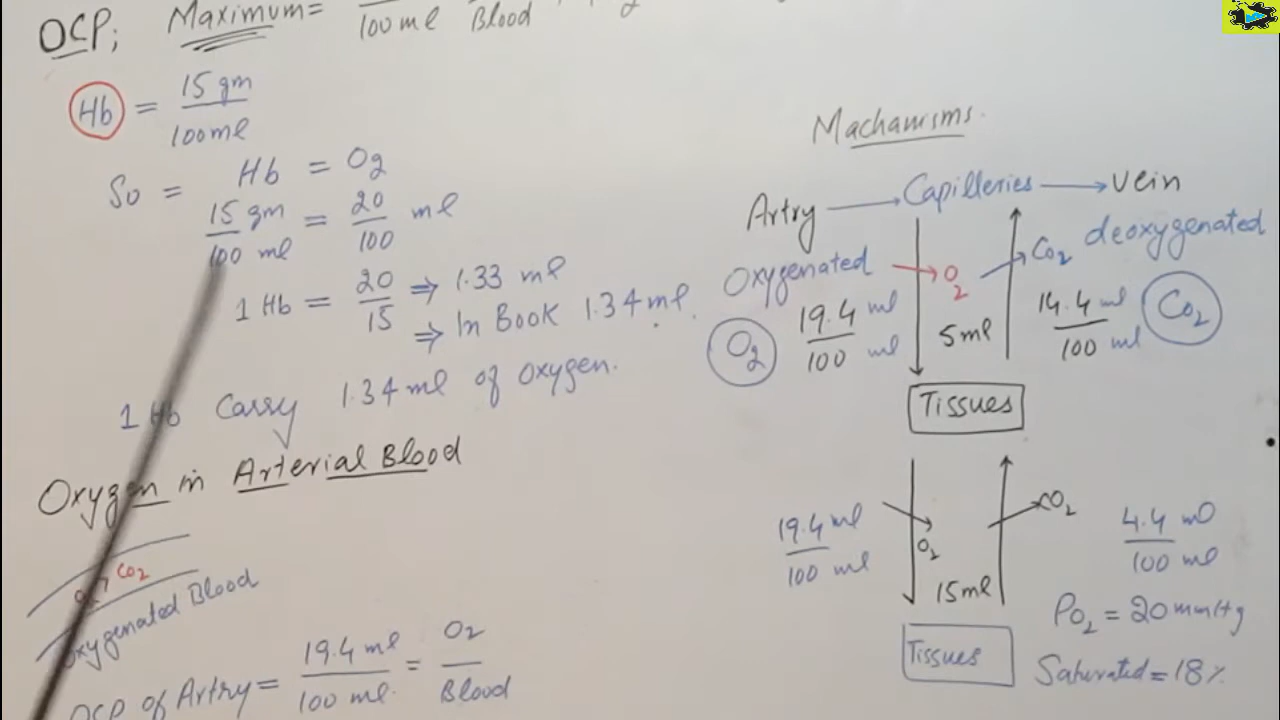 OCP; Maximum=
100 ml Blood
Hb = 15 gm
100 ml
So = Hb = O2
15 gm = 20 ml
100 ml 100
1 Hb = 20 ⇒ 1.33 ml
15 ⇒ In Book 1.34 ml.
1 Hb Carry 1.34 ml of oxygen.
Oxygen in Arterial Blood
CO2
Oxygenated Blood
OCP of Artry = 19.4 ml = O2
100 ml. Blood
Machanisms.
Artry → Capilleries → Vein
Oxygenated → O2 CO2 deoxygenated
O2 19.4 ml 5 ml 14.4 ml CO2
100 ml 100 ml
Tissues
19.4 ml O2 CO2 4.4 ml
100 ml 15 ml 100 ml
PO2 = 20 mmHg
Tissues Saturated = 18%